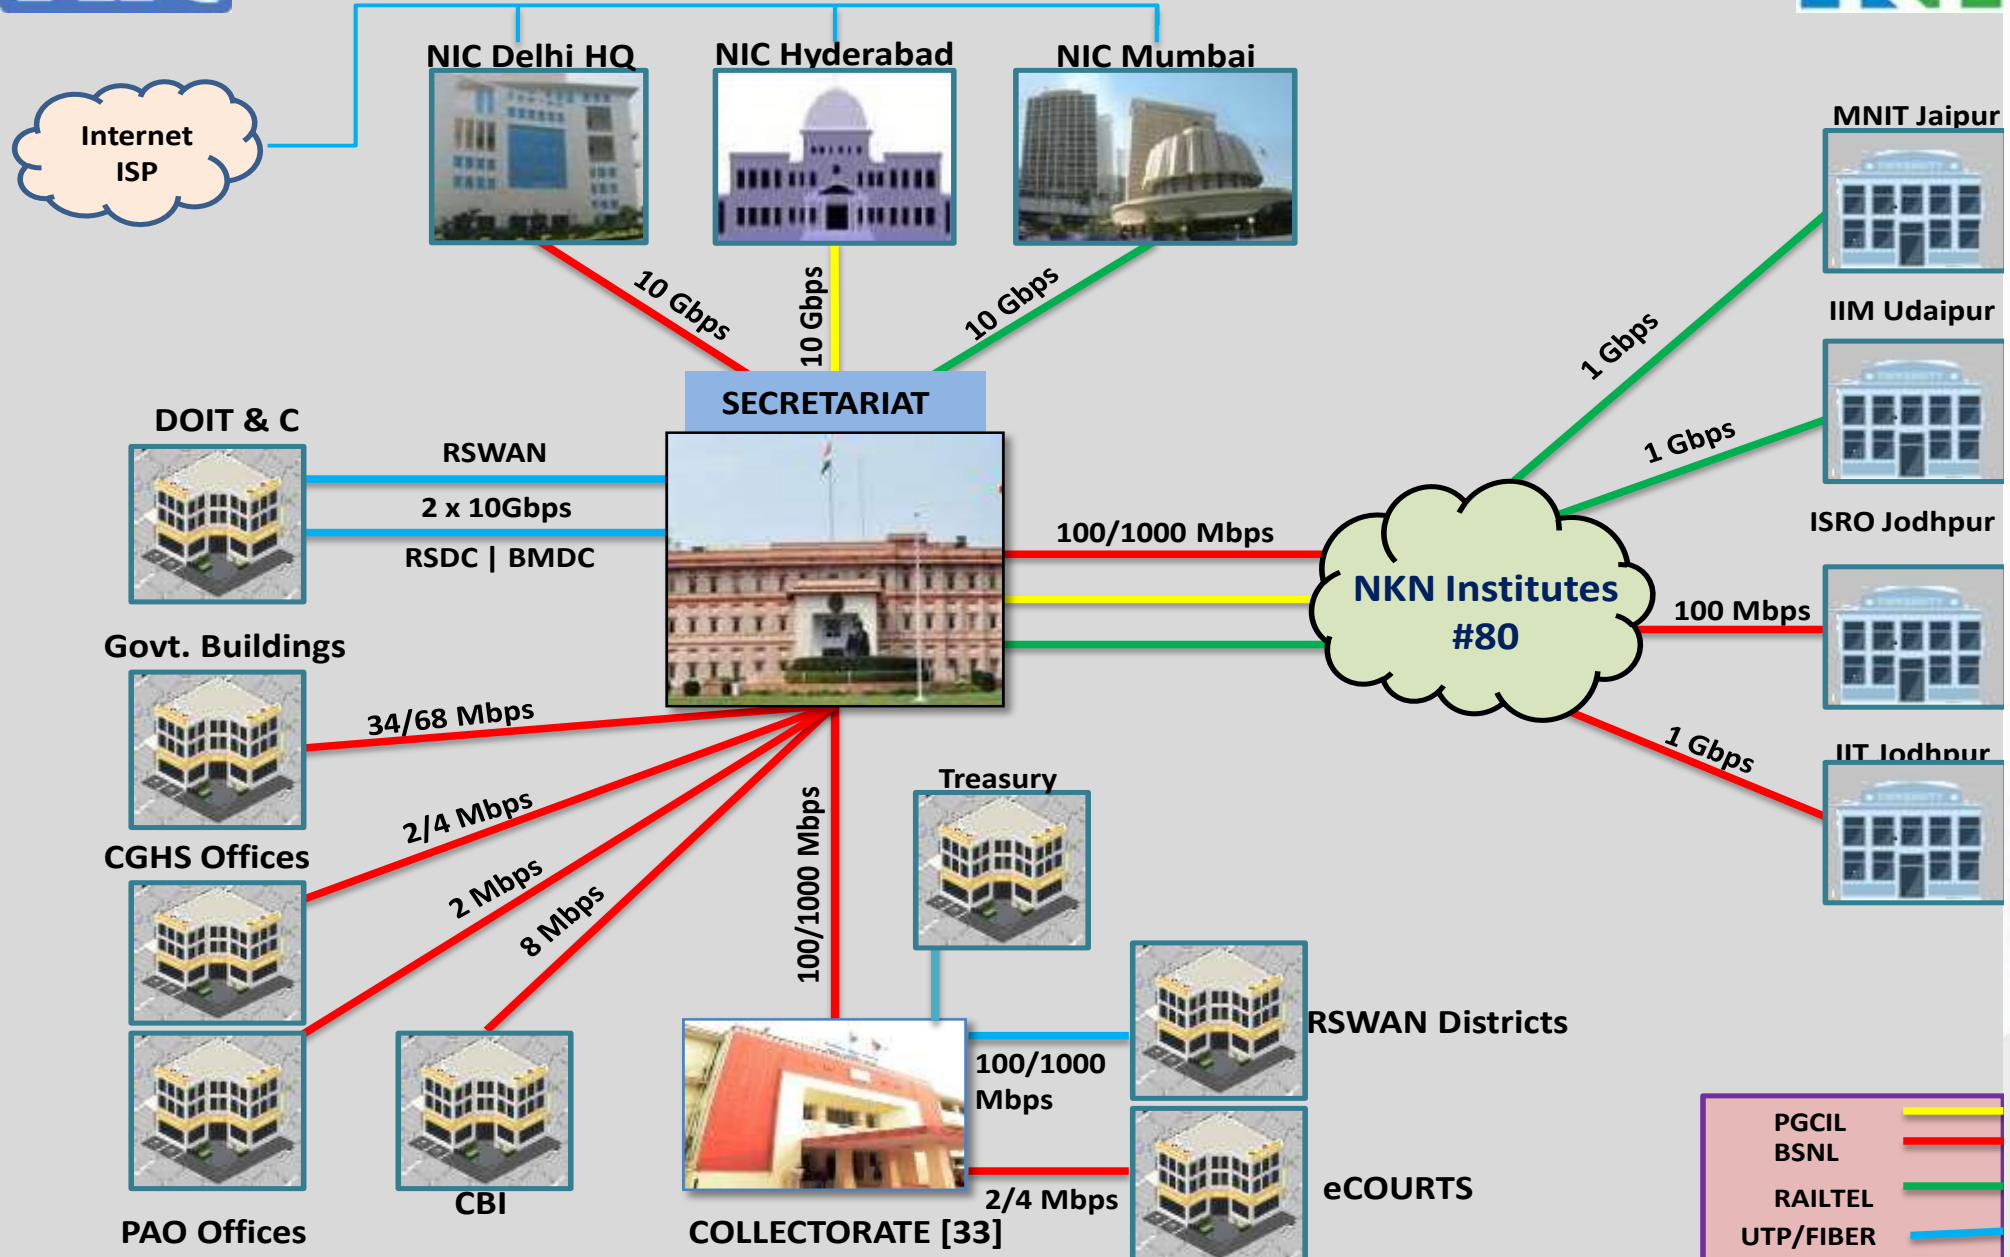 NIC Delhi HQ
NIC Hyderabad
NIC Mumbai
Internet
ISP
MNIT Jaipur
10 Gbps
10 Gbps
10 Gbps
IIM Udaipur
1 Gbps
SECRETARIAT
DOIT & C
RSWAN
1 Gbps
2 x 10Gbps
RSDC | BMDC
100/1000 Mbps
ISRO Jodhpur
NKN Institutes
#80
100 Mbps
Govt. Buildings
34/68 Mbps
1 Gbps
IIT Jodhpur
Treasury
2/4 Mbps
100/1000 Mbps
CGHS Offices
2 Mbps
8 Mbps
RSWAN Districts
100/1000
Mbps
PGCIL
BSNL
eCOURTS
RAILTEL
CBI
2/4 Mbps
PAO Offices
COLLECTORATE [33]
UTP/FIBER